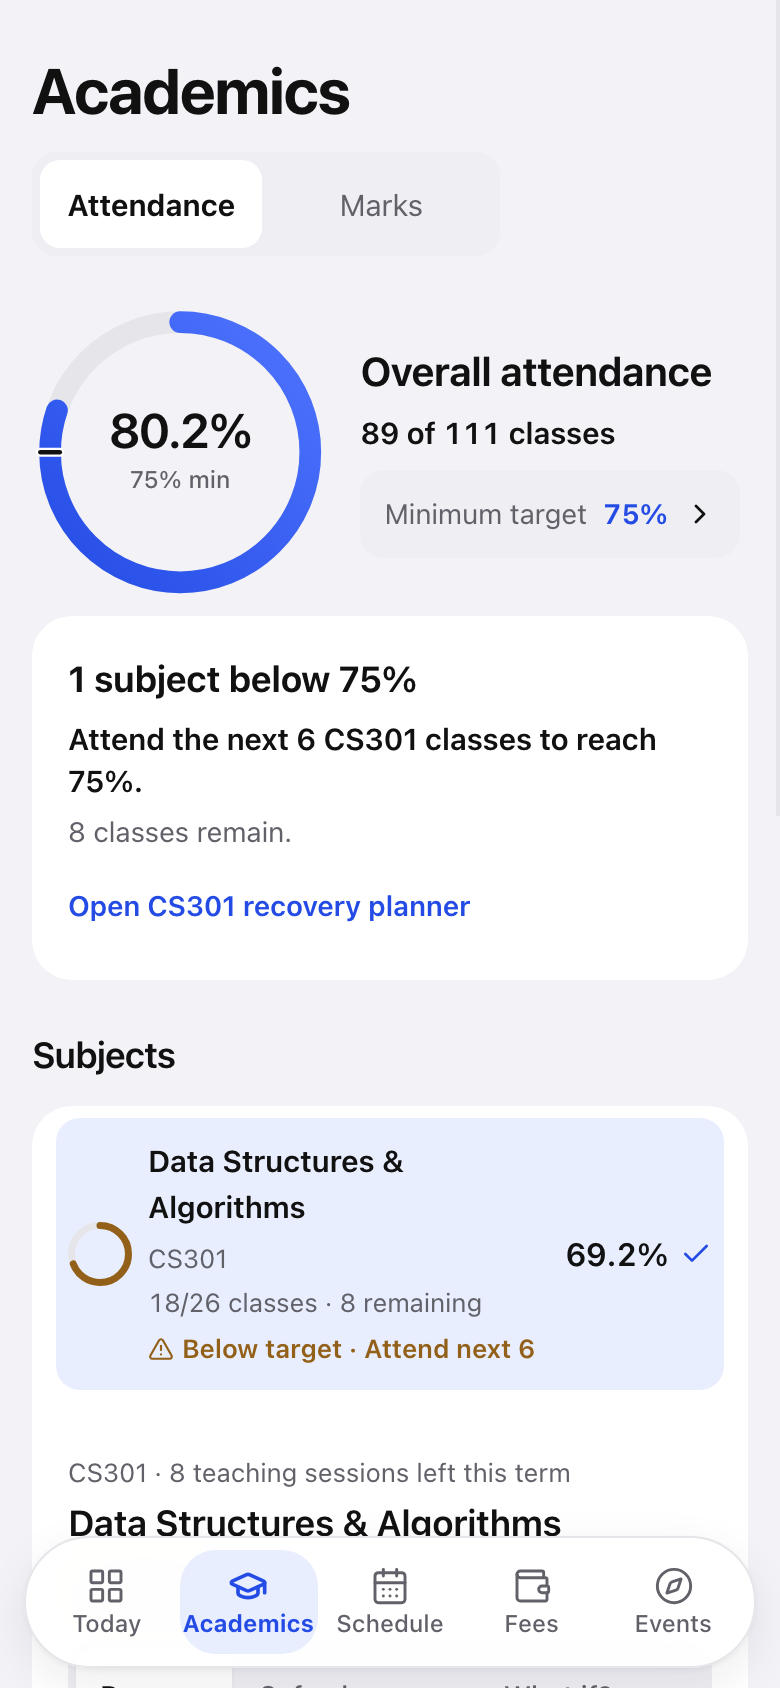 Academics
Attendance
Marks
80.2%
75% min
Overall attendance
89 of 111 classes
Minimum target 75%
1 subject below 75%
Attend the next 6 CS301 classes to reach
75%.
8 classes remain.
Open CS301 recovery planner
Subjects
Data Structures &
Algorithms
CS301
18/26 classes · 8 remaining
Below target · Attend next 6
69.2%
CS301 · 8 teaching sessions left this term
Data Structures & Algorithms
Today
Academics
Schedule
Fees
Events
What if?